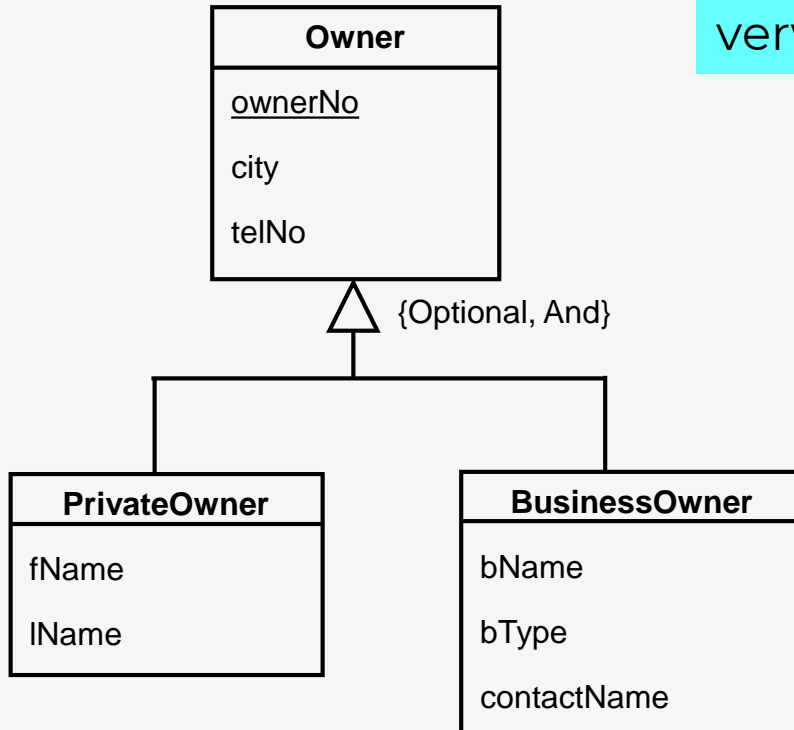 Owner
ownerNo
city
telNo
{Optional, And}
PrivateOwner
fName
lName
BusinessOwner
bName
bType
contactName